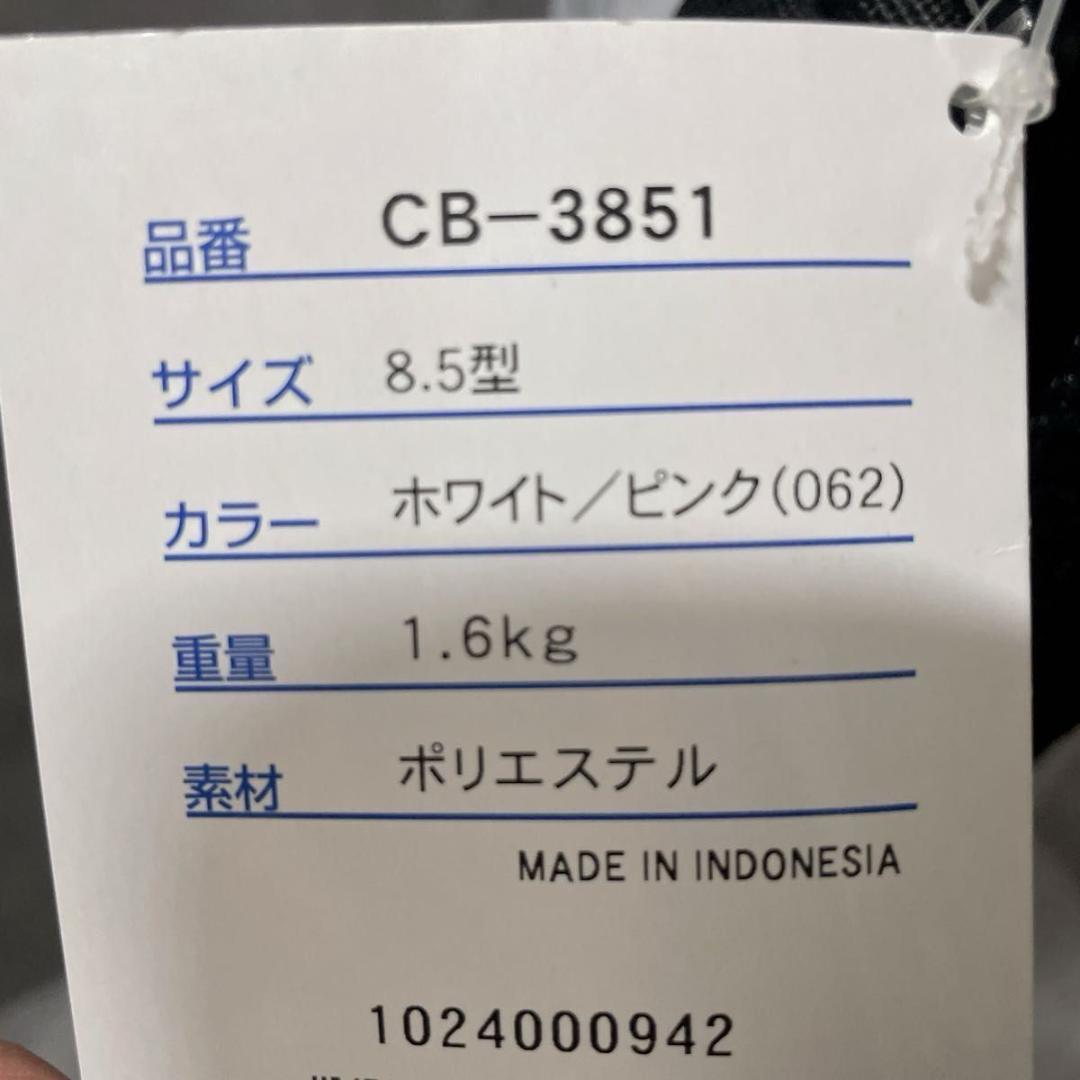 品番 CB-3851
サイズ 8.5型
カラー ホワイト/ピンク(062)
重量 1.6kg
素材 ポリエステル
MADE IN INDONESIA
1024000942